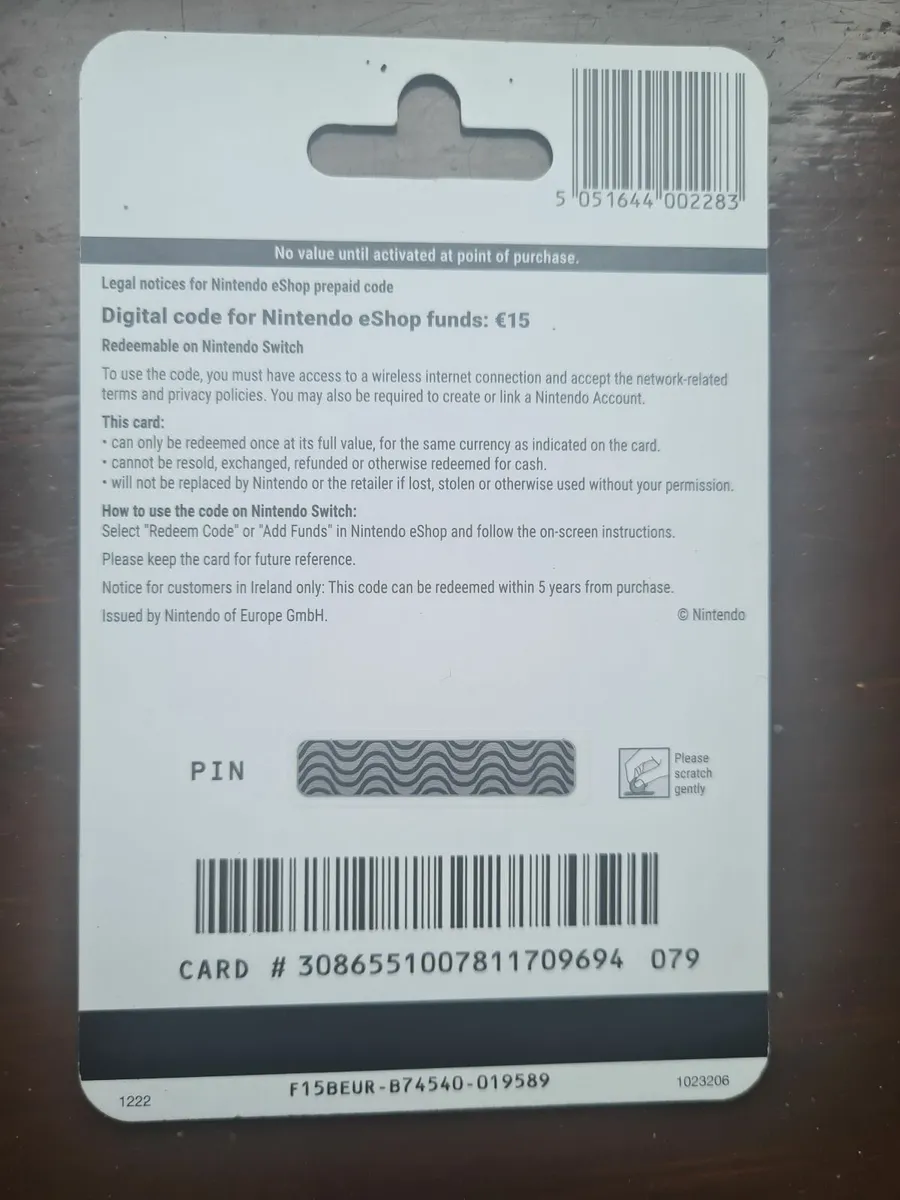 5 051644 002283
No value until activated at point of purchase.
Legal notices for Nintendo eShop prepaid code
Digital code for Nintendo eShop funds: €15
Redeemable on Nintendo Switch
To use the code, you must have access to a wireless internet connection and accept the network-related
terms and privacy policies. You may also be required to create or link a Nintendo Account.
This card:
• can only be redeemed once at its full value, for the same currency as indicated on the card.
• cannot be resold, exchanged, refunded or otherwise redeemed for cash.
• will not be replaced by Nintendo or the retailer if lost, stolen or otherwise used without your permission.
How to use the code on Nintendo Switch:
Select "Redeem Code" or "Add Funds" in Nintendo eShop and follow the on-screen instructions.
Please keep the card for future reference.
Notice for customers in Ireland only: This code can be redeemed within 5 years from purchase.
Issued by Nintendo of Europe GmbH.
© Nintendo
PIN
Please
scratch
gently
CARD # 3086551007811709694 079
F15BEUR-B74540-019589
1222
1023206